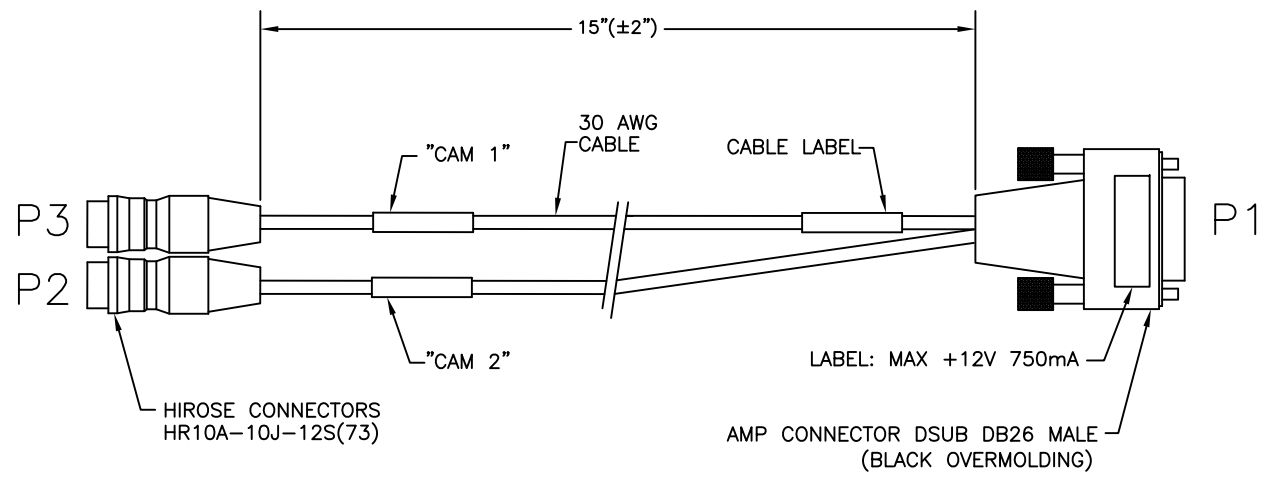 15”(±2”)
30 AWG
CABLE
”CAM 1”
CABLE LABEL
P3
P1
P2
LABEL: MAX +12V 750mA
”CAM 2”
HIROSE CONNECTORS
HR10A-10J-12S(73)
AMP CONNECTOR DSUB DB26 MALE
(BLACK OVERMOLDING)